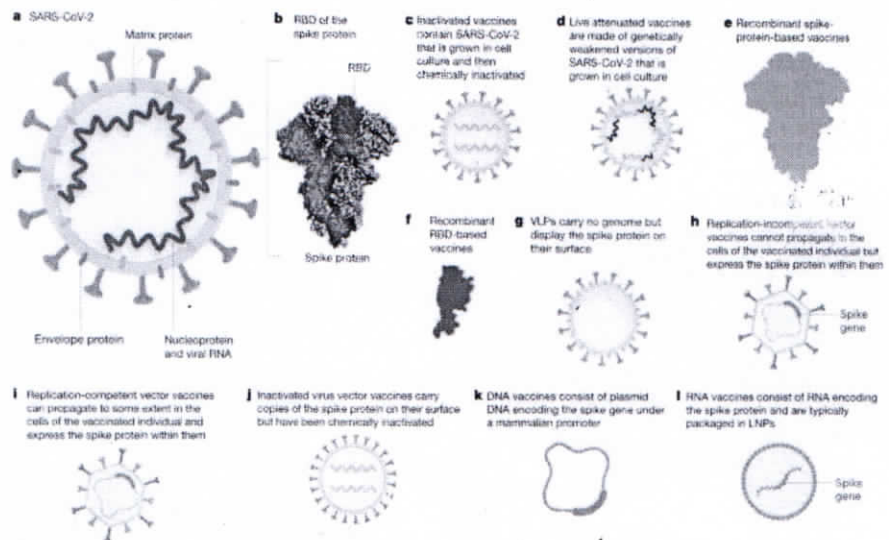 a SARS-CoV-2
Matrix protein
Envelope protein
Nucleoprotein
and viral RNA
b RBD of the
spike protein
RBD
Spike protein
c Inactivated vaccines
contain SARS-CoV-2
that is grown in cell
culture and then
chemically inactivated
d Live attenuated vaccines
are made of genetically
weakened versions of
SARS-CoV-2 that is
grown in cell culture
e Recombinant spike-
protein-based vaccines
f Recombinant
RBD-based
vaccines
g VLPs carry no genome but
display the spike protein on
their surface
h Replication-incompetent vector
vaccines cannot propagate in the
cells of the vaccinated individual but
express the spike protein within them
Spike
gene
i Replication-competent vector vaccines
can propagate to some extent in the
cells of the vaccinated individual and
express the spike protein within them
j Inactivated virus vector vaccines carry
copies of the spike protein on their surface
but have been chemically inactivated
k DNA vaccines consist of plasmid
DNA encoding the spike gene under
a mammalian promoter
l RNA vaccines consist of RNA encoding
the spike protein and are typically
packaged in LNPs
Spike
gene